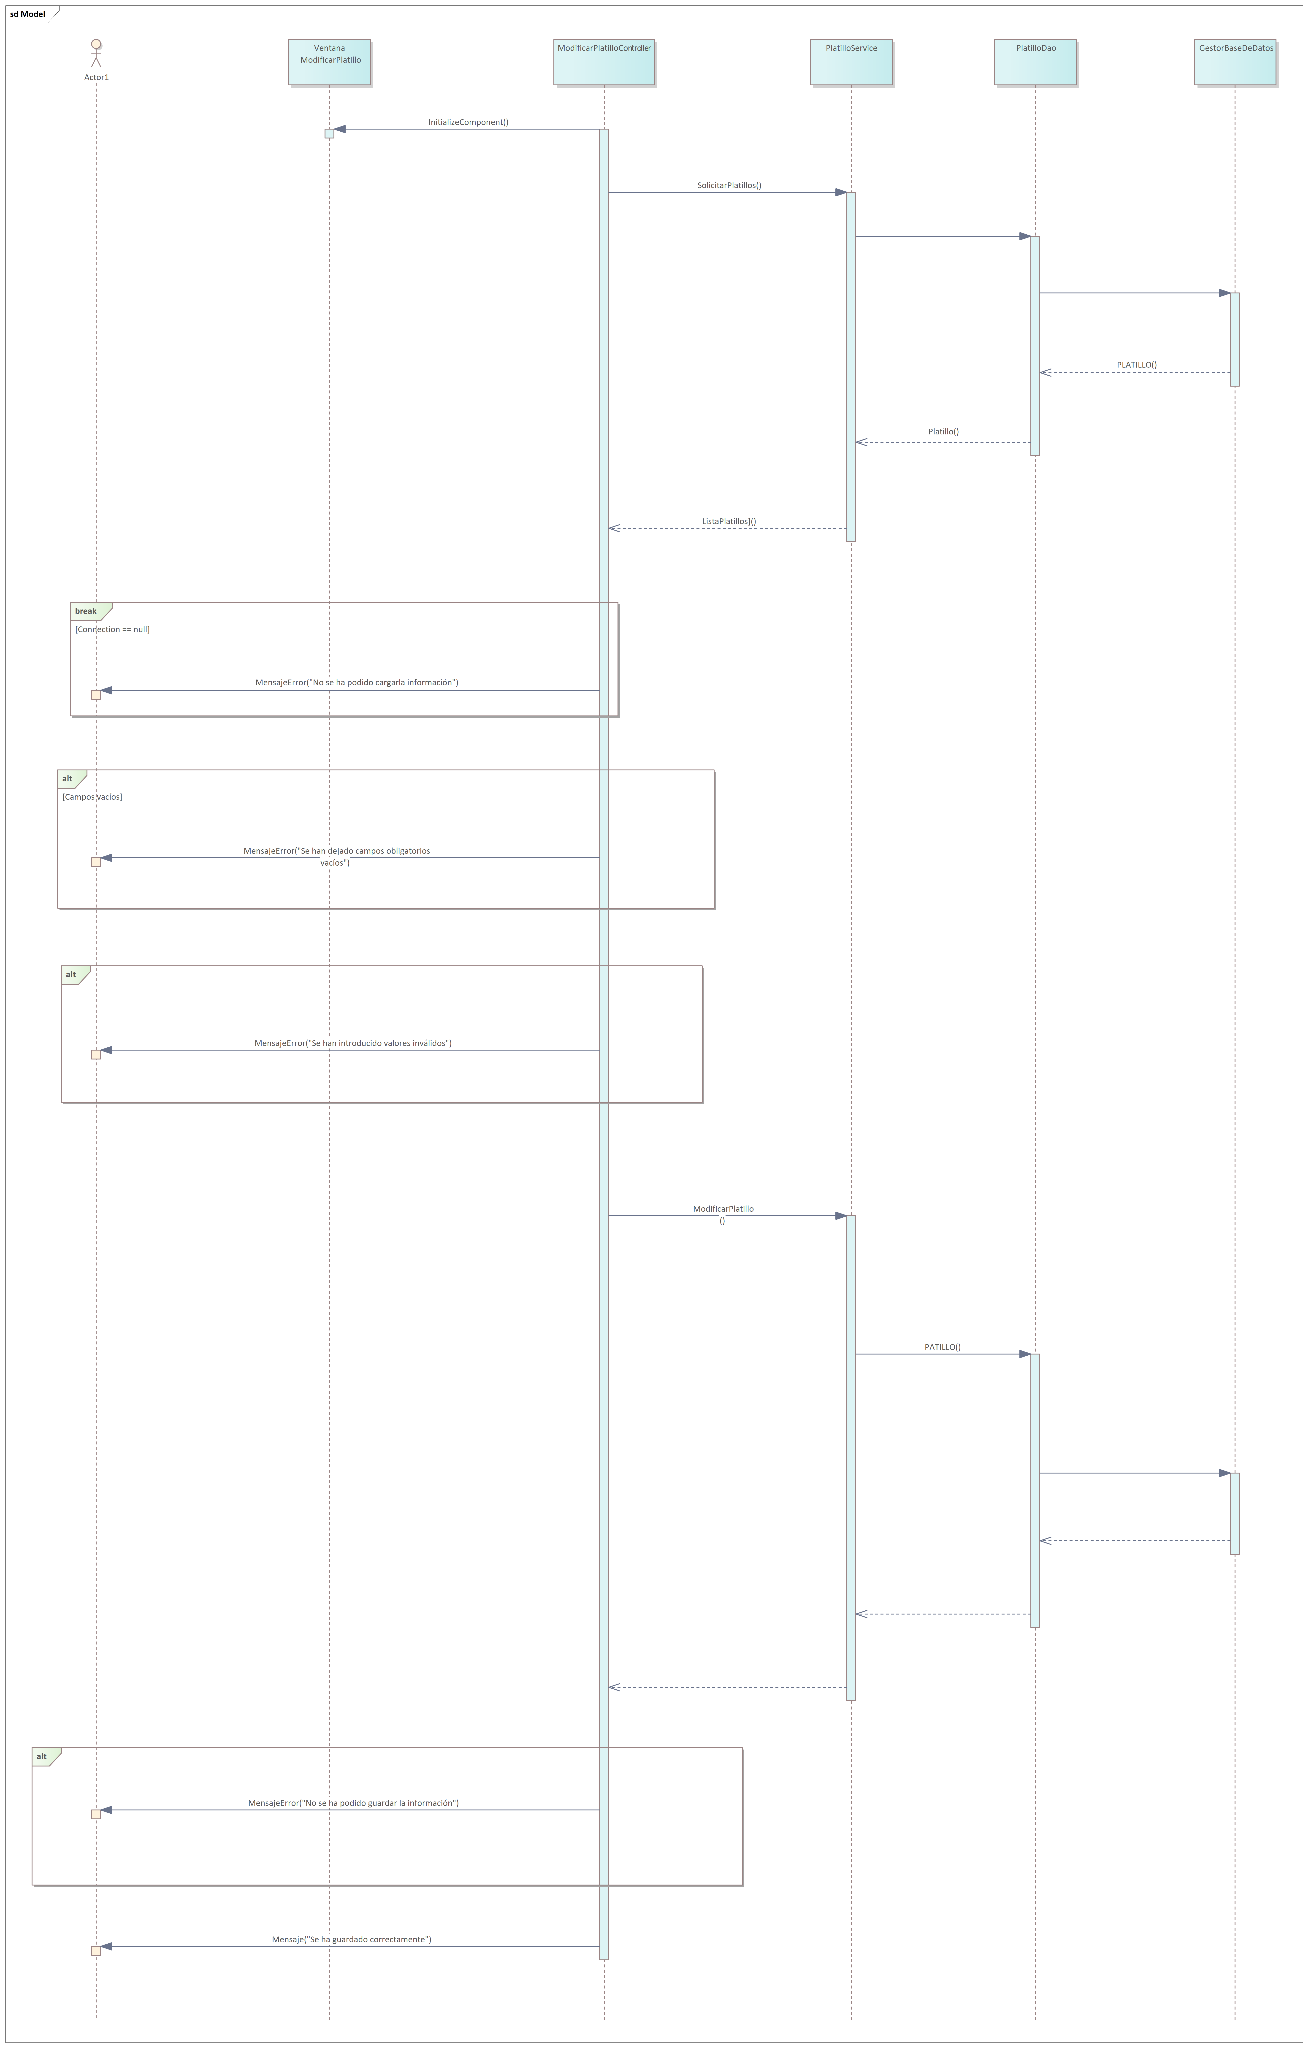 sd Model
Actor1
Ventana
ModificarPlatillo
ModificarPlatilloController
PlatilloService
PlatilloDao
GestorBaseDeDatos
InitializeComponent()
SolicitarPlatillos()
PLATILLO()
Platillo()
ListaPlatillos]()
break
[Connection == null]
MensajeError("No se ha podido cargarla información")
alt
[Campos vacíos]
MensajeError("Se han dejado campos obligatorios
vacíos")
alt
MensajeError("Se han introducido valores inválidos")
ModificarPlatillo
()
PATILLO()
alt
MensajeError("No se ha podido guardar la información")
Mensaje("Se ha guardado correctamente")